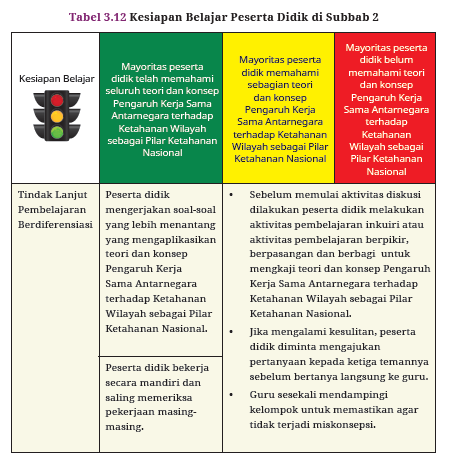 Tabel 3.12 Kesiapan Belajar Peserta Didik di Subbab 2
Kesiapan Belajar
Mayoritas peserta
didik telah memahami
seluruh teori dan konsep
Pengaruh Kerja Sama
Antarnegara terhadap
Ketahanan Wilayah
sebagai Pilar Ketahanan
Nasional
Mayoritas peserta
didik memahami
sebagian teori
dan konsep
Pengaruh Kerja
Sama Antarnegara
terhadap Ketahanan
Wilayah sebagai Pilar
Ketahanan Nasional
Mayoritas peserta
didik belum
memahami teori
dan konsep
Pengaruh Kerja
Sama Antarnegara
terhadap
Ketahanan
Wilayah sebagai
Pilar Ketahanan
Nasional
Tindak Lanjut
Pembelajaran
Berdiferensiasi
Peserta didik
mengerjakan soal-soal
yang lebih menantang
yang mengaplikasikan
teori dan konsep
Pengaruh Kerja
Sama Antarnegara
terhadap Ketahanan
Wilayah sebagai Pilar
Ketahanan Nasional.
Peserta didik bekerja
secara mandiri dan
saling memeriksa
pekerjaan masing-
masing.
• Sebelum memulai aktivitas diskusi
dilakukan peserta didik melakukan
aktivitas pembelajaran inkuiri atau
aktivitas pembelajaran berpikir,
berpasangan dan berbagi untuk
mengkaji teori dan konsep Pengaruh
Kerja Sama Antarnegara terhadap
Ketahanan Wilayah sebagai Pilar
Ketahanan Nasional.
• Jika mengalami kesulitan, peserta
didik diminta mengajukan
pertanyaan kepada ketiga temannya
sebelum bertanya langsung ke guru.
• Guru sesekali mendampingi
kelompok untuk memastikan agar
tidak terjadi miskonsepsi.